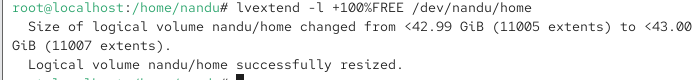 root@localhost:/home/nandu# lvextend -l +100%FREE /dev/nandu/home
Size of logical volume nandu/home changed from <42.99 GiB (11005 extents) to <43.00
GiB (11007 extents).
Logical volume nandu/home successfully resized.